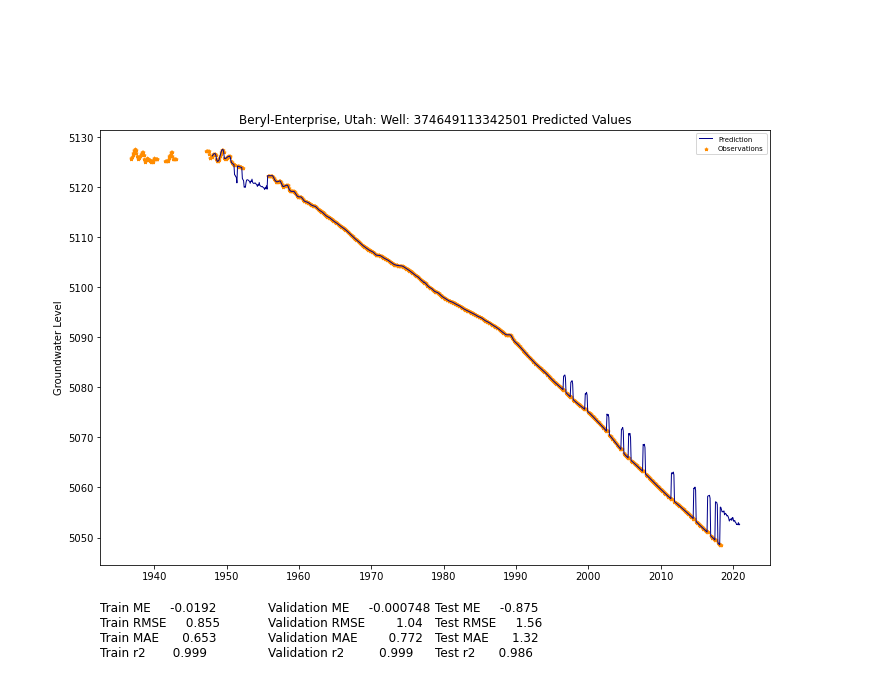 Beryl-Enterprise, Utah: Well: 374649113342501 Predicted Values
Prediction
Observations
Groundwater Level
5130
5120
5110
5100
5090
5080
5070
5060
5050
1940 1950 1960 1970 1980 1990 2000 2010 2020
Train ME -0.0192 Validation ME -0.000748 Test ME -0.875
Train RMSE 0.855 Validation RMSE 1.04 Test RMSE 1.56
Train MAE 0.653 Validation MAE 0.772 Test MAE 1.32
Train r2 0.999 Validation r2 0.999 Test r2 0.986